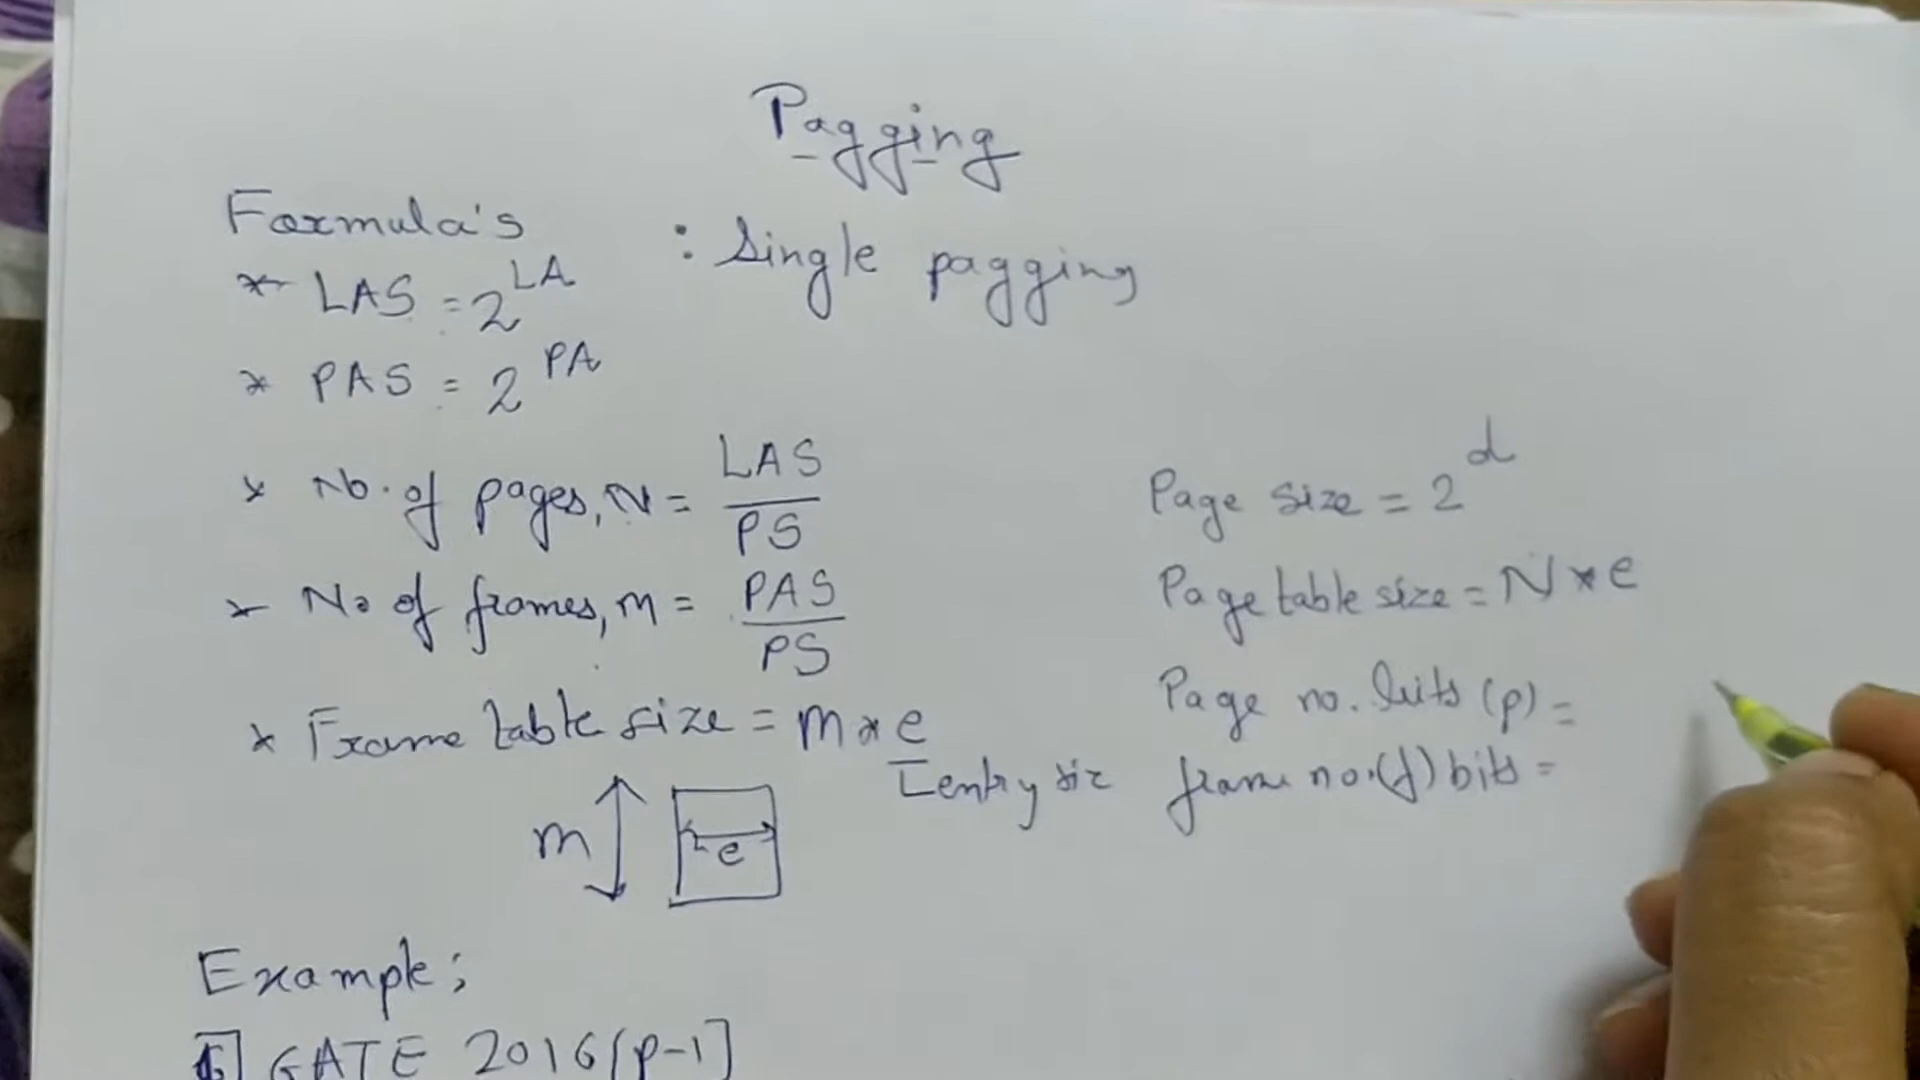 Pagging
Formula's : Single pagging
* LAS = 2^LA
* PAS = 2^PA
* No. of pages, N = LAS / PS
* No of frames, m = PAS / PS
* Frame table size = m * e
entry siz
m e
Page size = 2^d
Page table size = N * e
Page no. bits (p) =
frame no. (f) bits =
Example;
GATE 2016 [p-1]